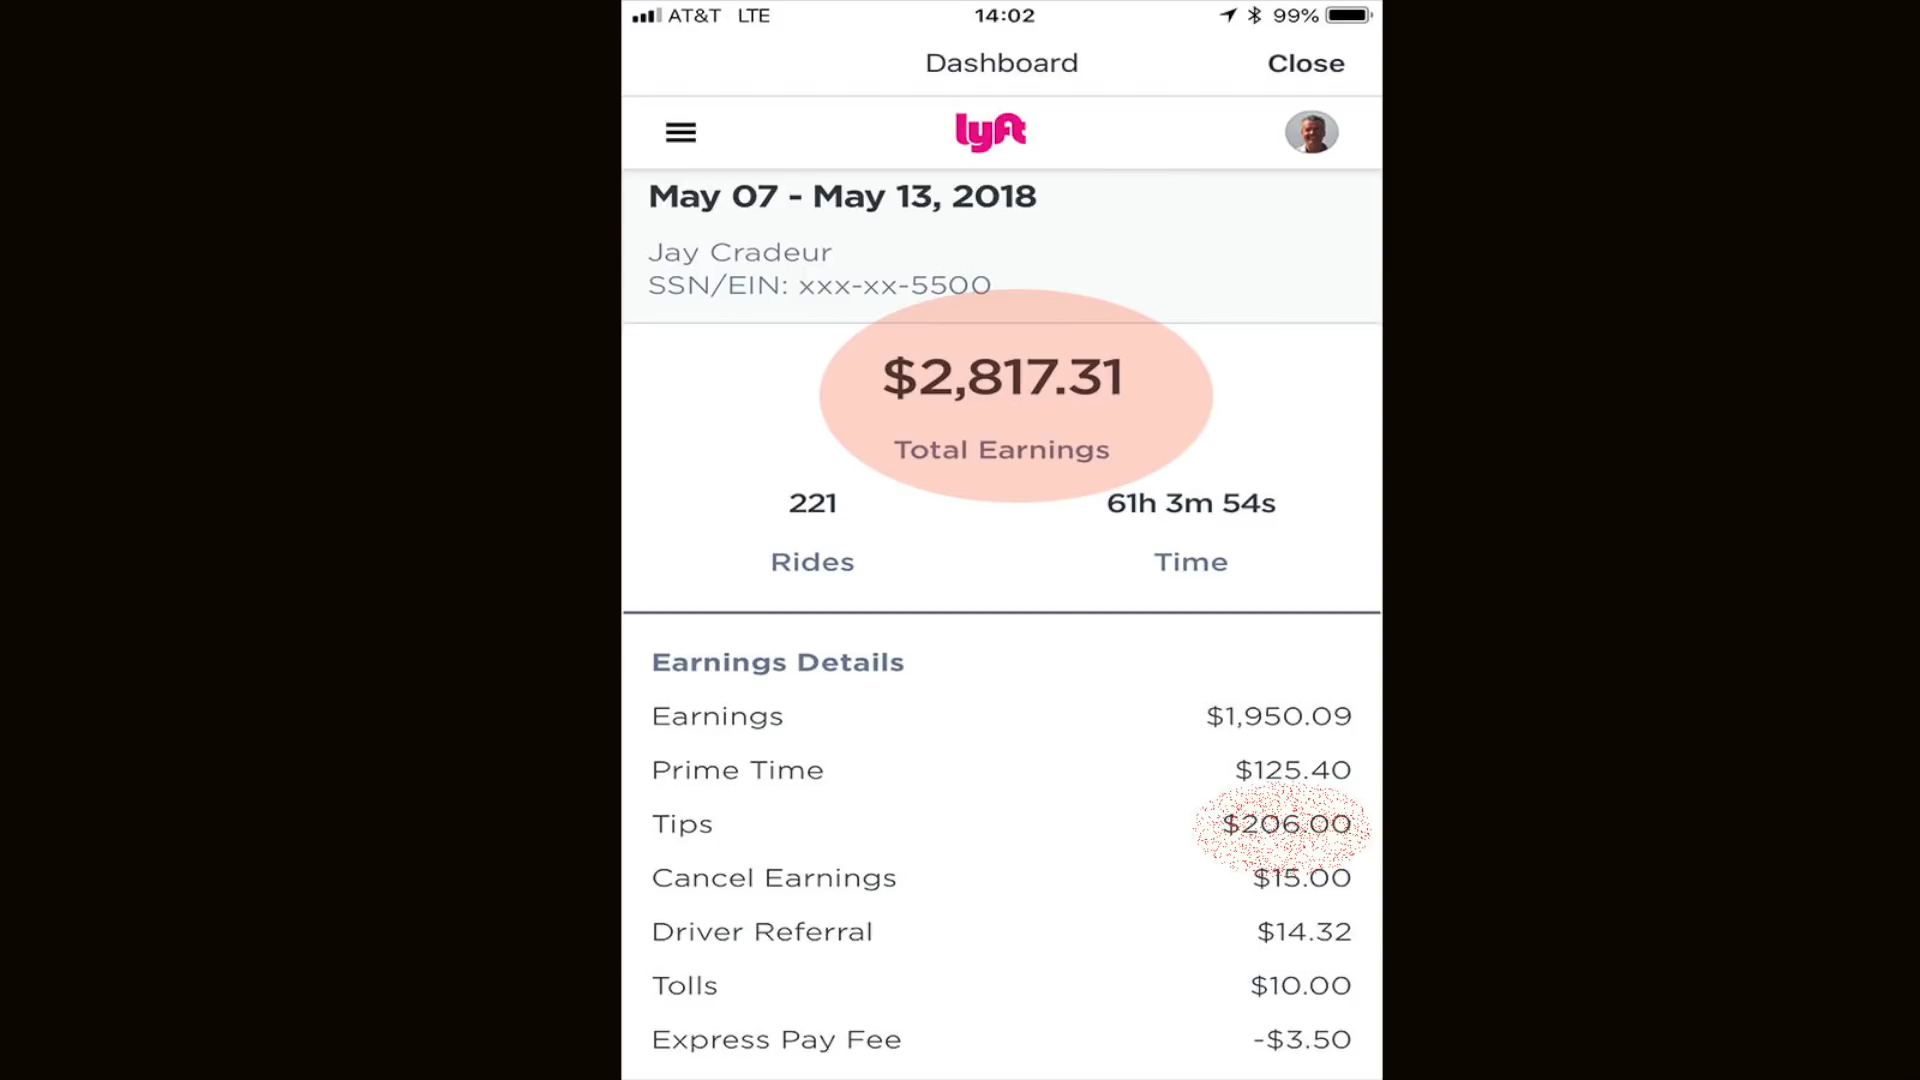 AT&T LTE 14:02 99%
Dashboard Close
lyft
May 07 - May 13, 2018
Jay Cradeur
SSN/EIN: xxx-xx-5500
$2,817.31
Total Earnings
221 61h 3m 54s
Rides Time
Earnings Details
Earnings $1,950.09
Prime Time $125.40
Tips $206.00
Cancel Earnings $15.00
Driver Referral $14.32
Tolls $10.00
Express Pay Fee -$3.50